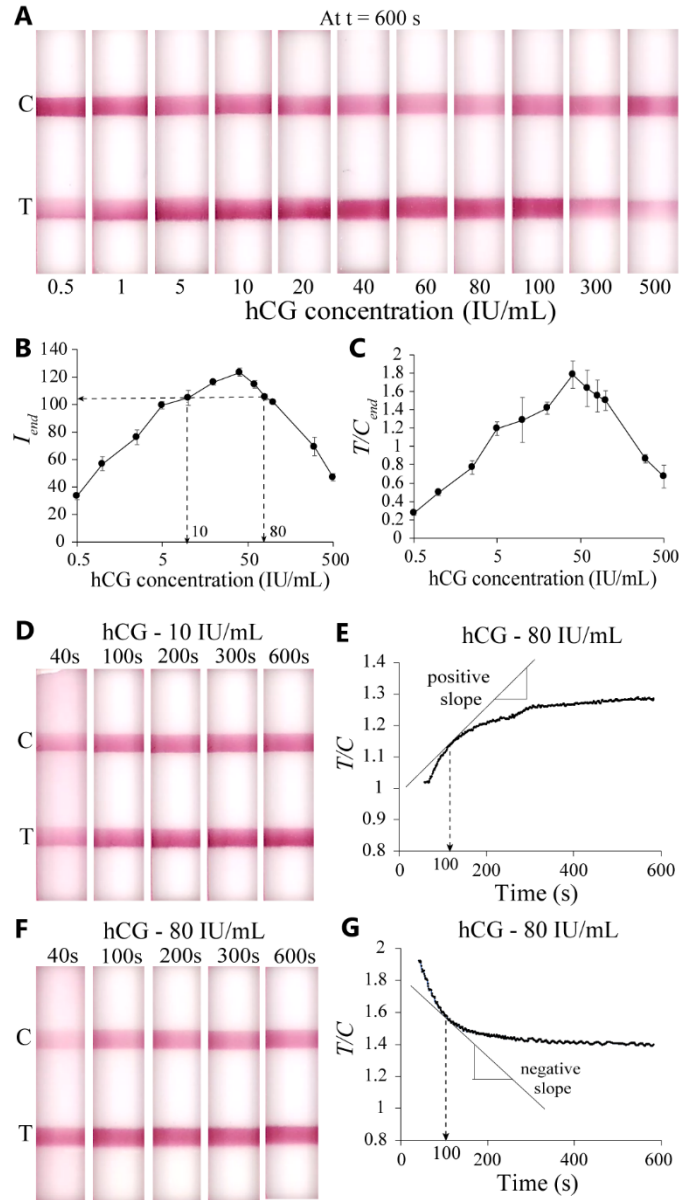 A
At t = 600 s
C
T
0.5 1 5 10 20 40 60 80 100 300 500
hCG concentration (IU/mL)
B
I_end
140
120
100
80
60
40
20
0
10
80
0.5 5 50 500
hCG concentration (IU/mL)
C
T/C_end
2
1.8
1.6
1.4
1.2
1
0.8
0.6
0.4
0.2
0
0.5 5 50 500
hCG concentration (IU/mL)
D
hCG - 10 IU/mL
40s 100s 200s 300s 600s
C
T
E
hCG - 80 IU/mL
T/C
1.4
1.3
1.2
1.1
1
0.9
0.8
positive
slope
100
0 200 400 600
Time (s)
F
hCG - 80 IU/mL
40s 100s 200s 300s 600s
C
T
G
hCG - 80 IU/mL
T/C
2
1.8
1.6
1.4
1.2
1
0.8
negative
slope
100
0 200 400 600
Time (s)